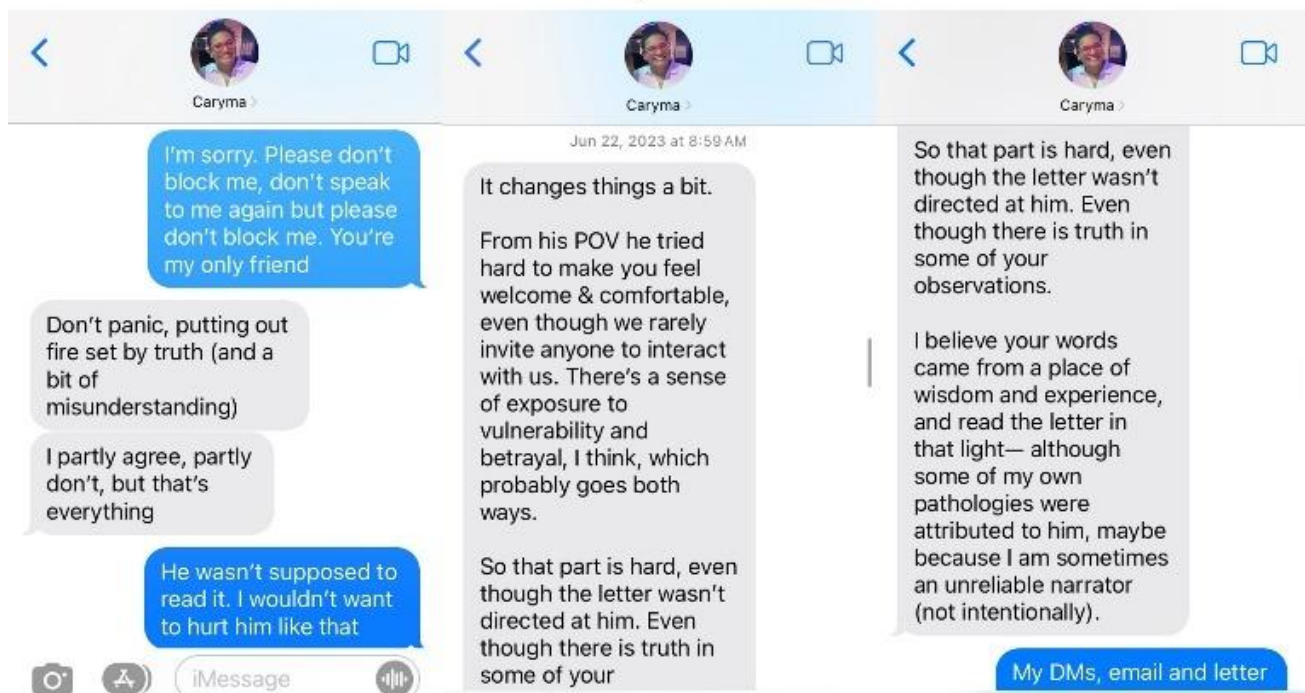 Caryma
I'm sorry. Please don't
block me, don't speak
to me again but please
don't block me. You're
my only friend
Don't panic, putting out
fire set by truth (and a
bit of
misunderstanding)
I partly agree, partly
don't, but that's
everything
He wasn't supposed to
read it. I wouldn't want
to hurt him like that
iMessage
Caryma
Jun 22, 2023 at 8:59 AM
It changes things a bit.
From his POV he tried
hard to make you feel
welcome & comfortable,
even though we rarely
invite anyone to interact
with us. There's a sense
of exposure to
vulnerability and
betrayal, I think, which
probably goes both
ways.
So that part is hard, even
though the letter wasn't
directed at him. Even
though there is truth in
some of your
Caryma
So that part is hard, even
though the letter wasn't
directed at him. Even
though there is truth in
some of your
observations.
I believe your words
came from a place of
wisdom and experience,
and read the letter in
that light— although
some of my own
pathologies were
attributed to him, maybe
because I am sometimes
an unreliable narrator
(not intentionally).
My DMs, email and letter